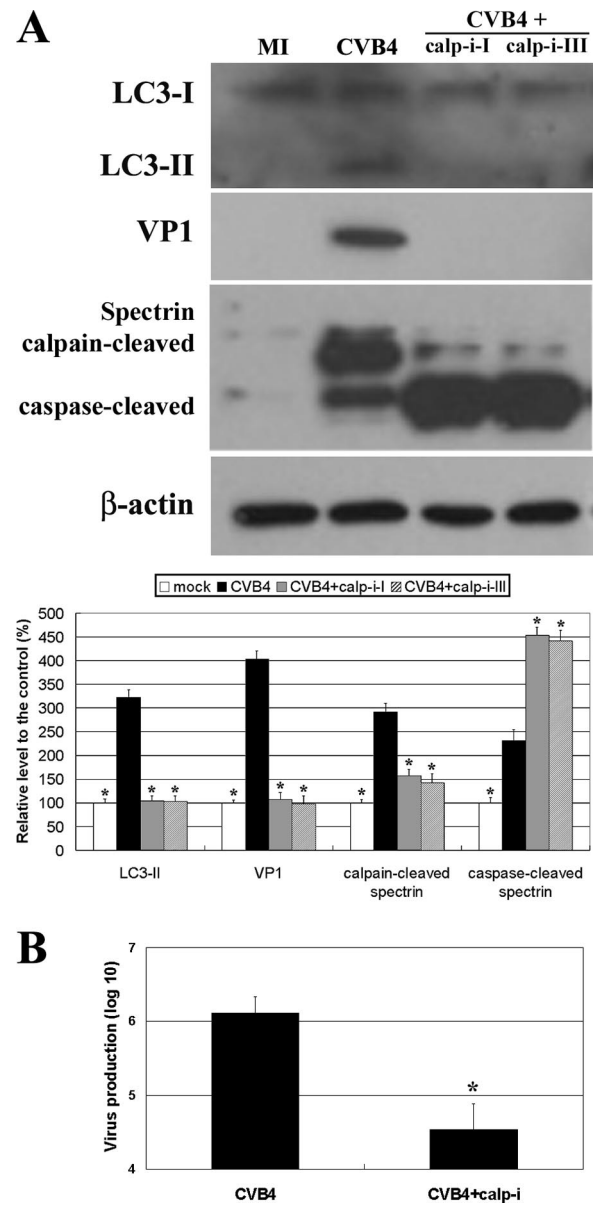 A
CVB4 +
MI CVB4 calp-i-I calp-i-III
LC3-I
LC3-II
VP1
Spectrin
calpain-cleaved
caspase-cleaved
β-actin
mock CVB4 CVB4+calp-i-I CVB4+calp-i-III
Relative level to the control (%)
500
450
400
350
300
250
200
150
100
50
0
* * * * * * * * * * * *
LC3-II VP1 calpain-cleaved spectrin caspase-cleaved spectrin
B
Virus production (log 10)
7
6
5
4
*
CVB4 CVB4+calp-i